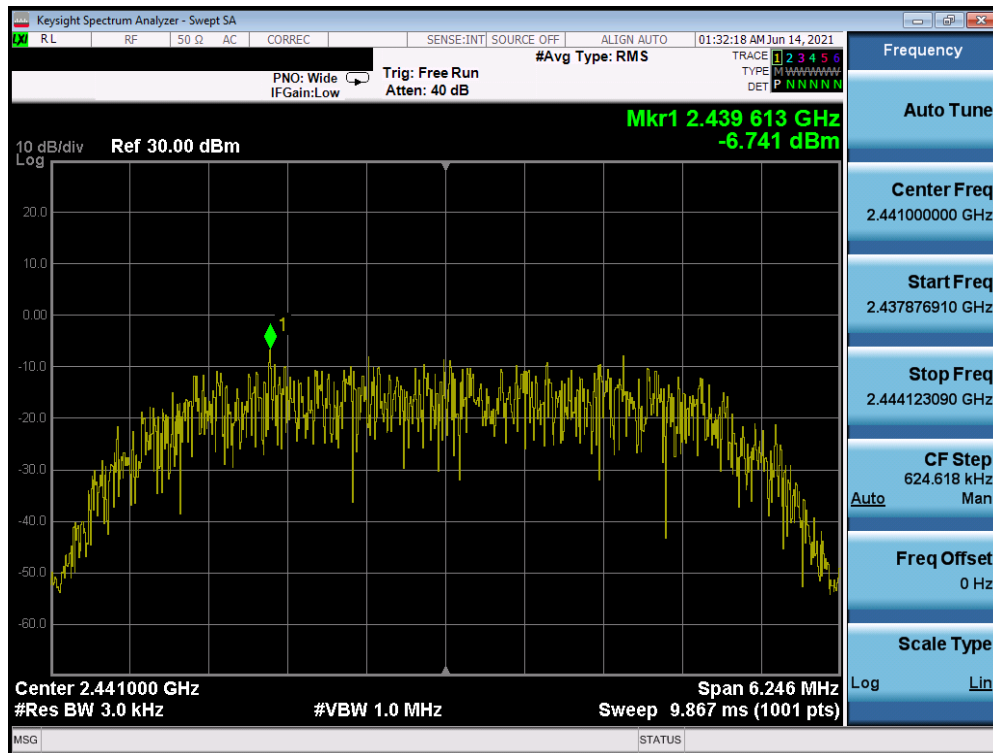 Keysight Spectrum Analyzer - Swept SA
LXI RL RF 50 Ω AC CORREC SENSE:INT SOURCE OFF ALIGN AUTO 01:32:18 AM Jun 14, 2021
#Avg Type: RMS
PNO: Wide
IFGain:Low
Trig: Free Run
Atten: 40 dB
TRACE 1 2 3 4 5 6
TYPE M W W W W W
DET P N N N N N
Mkr1 2.439 613 GHz
-6.741 dBm
10 dB/div Ref 30.00 dBm
Log
20.0
10.0
0.00
-10.0
-20.0
-30.0
-40.0
-50.0
-60.0
1
Center 2.441000 GHz Span 6.246 MHz
#Res BW 3.0 kHz #VBW 1.0 MHz Sweep 9.867 ms (1001 pts)
MSG STATUS
Frequency
Auto Tune
Center Freq
2.441000000 GHz
Start Freq
2.437876910 GHz
Stop Freq
2.444123090 GHz
CF Step
624.618 kHz
Auto Man
Freq Offset
0 Hz
Scale Type
Log Lin